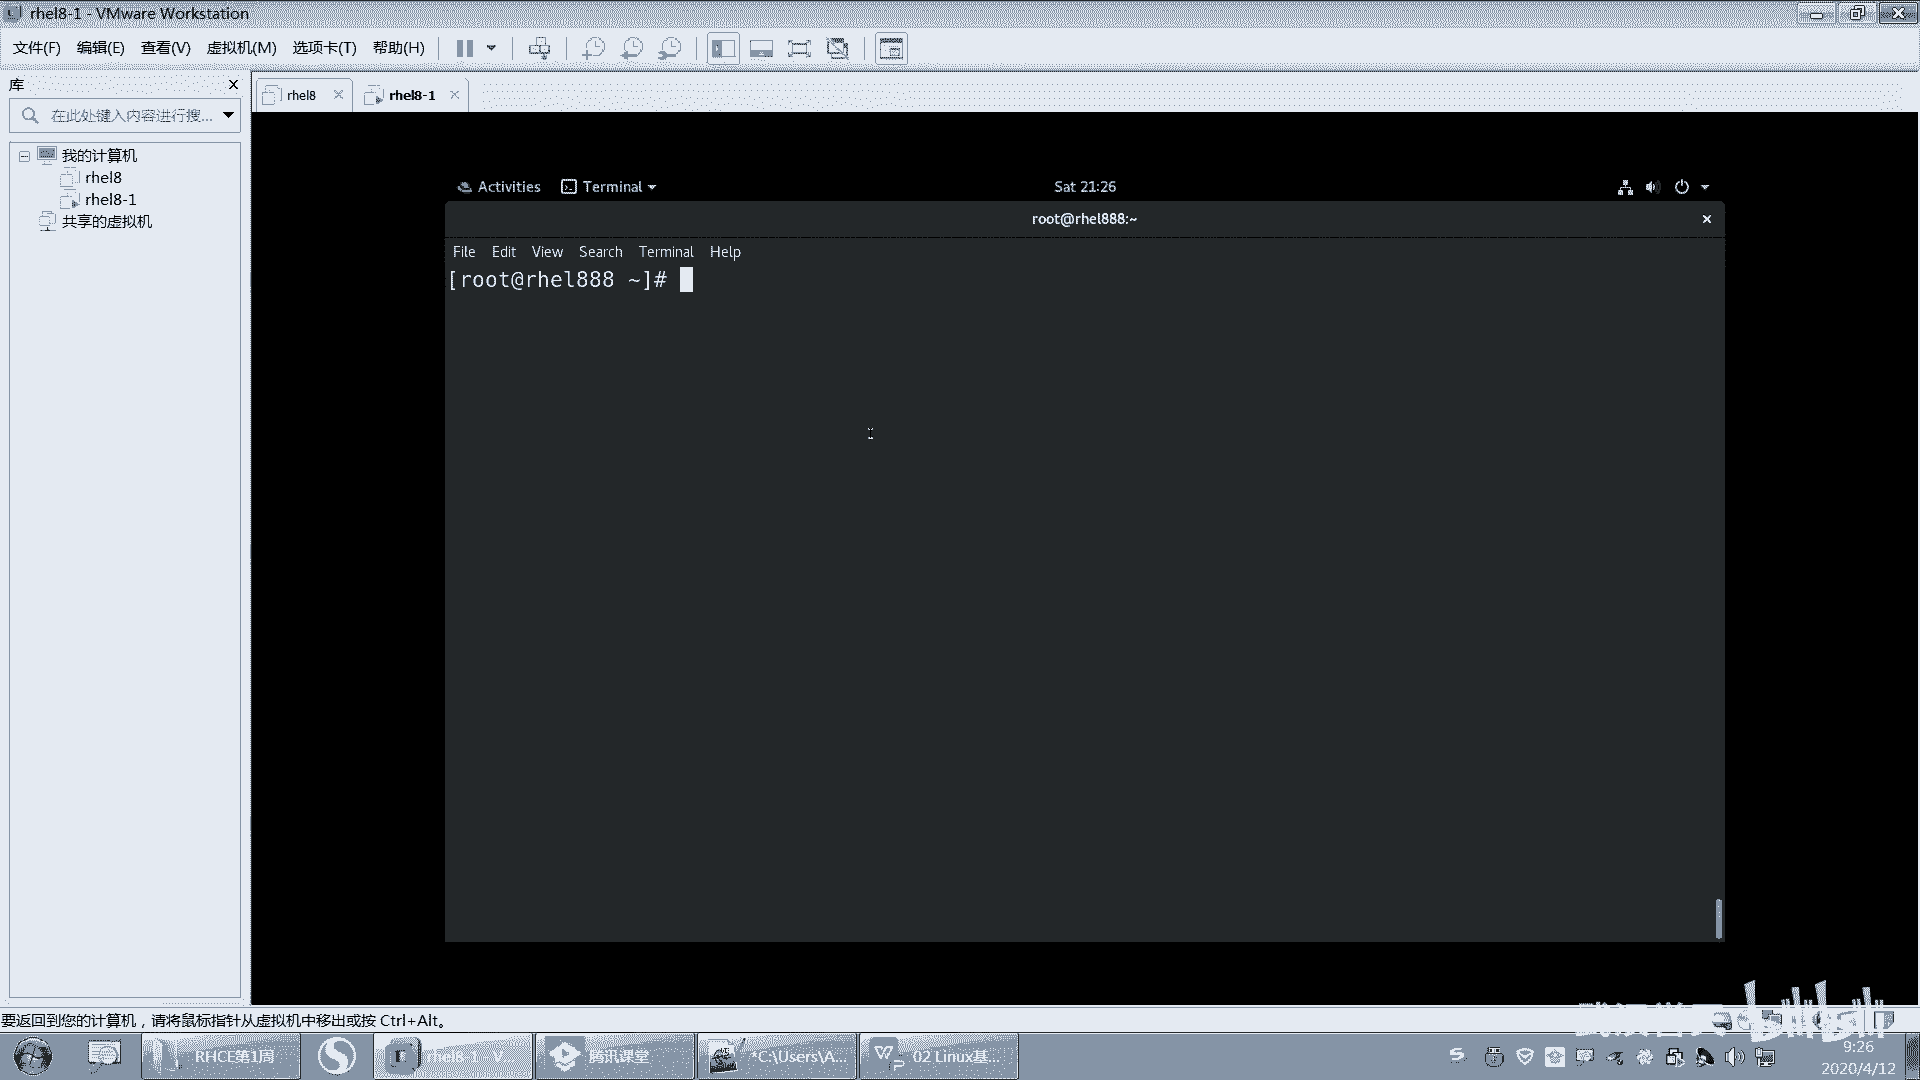 rhel8-1 - VMware Workstation
文件(F) 编辑(E) 查看(V) 虚拟机(M) 选项卡(T) 帮助(H)
库
在此处键入内容进行搜...
我的计算机
rhel8
rhel8-1
共享的虚拟机
rhel8 rhel8-1
Activities Terminal Sat 21:26
root@rhel888:~
File Edit View Search Terminal Help
[root@rhel888 ~]#
要返回到您的计算机，请将鼠标指针从虚拟机中移出或按 Ctrl+Alt。
bilibili
RHCE第1周 rhel8-1 - V... 腾讯课堂 *C:\Users\A... 02 Linux基...
9:26
2020/4/12